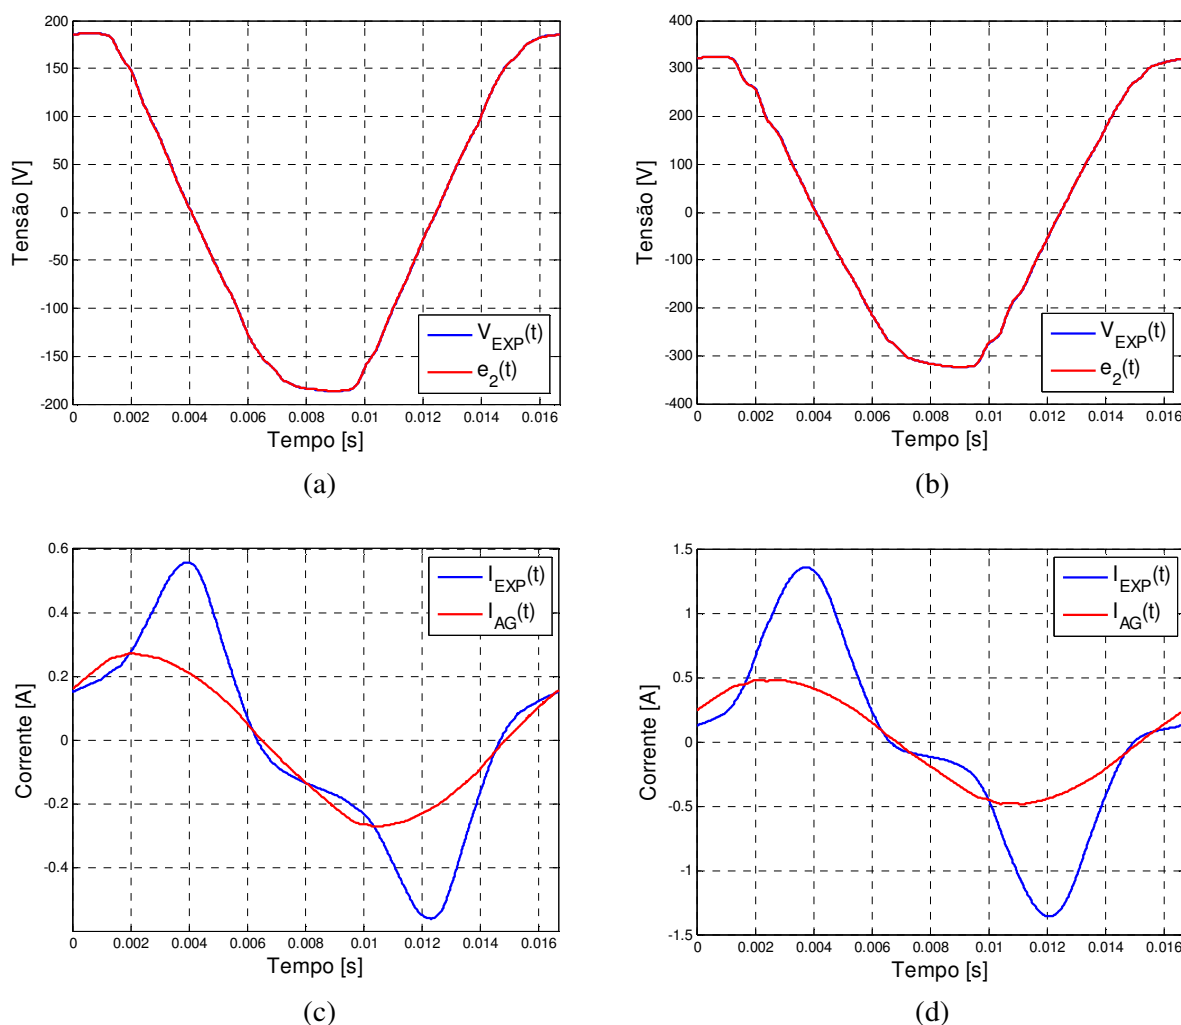 200
150
100
50
0
-50
-100
-150
-200
Tensão [V]
0 0.002 0.004 0.006 0.008 0.01 0.012 0.014 0.016
Tempo [s]
V_EXP(t)
e_2(t)
(a)
400
300
200
100
0
-100
-200
-300
-400
Tensão [V]
0 0.002 0.004 0.006 0.008 0.01 0.012 0.014 0.016
Tempo [s]
V_EXP(t)
e_2(t)
(b)
0.6
0.4
0.2
0
-0.2
-0.4
Corrente [A]
0 0.002 0.004 0.006 0.008 0.01 0.012 0.014 0.016
Tempo [s]
I_EXP(t)
I_AG(t)
(c)
1.5
1
0.5
0
-0.5
-1
-1.5
Corrente [A]
0 0.002 0.004 0.006 0.008 0.01 0.012 0.014 0.016
Tempo [s]
I_EXP(t)
I_AG(t)
(d)